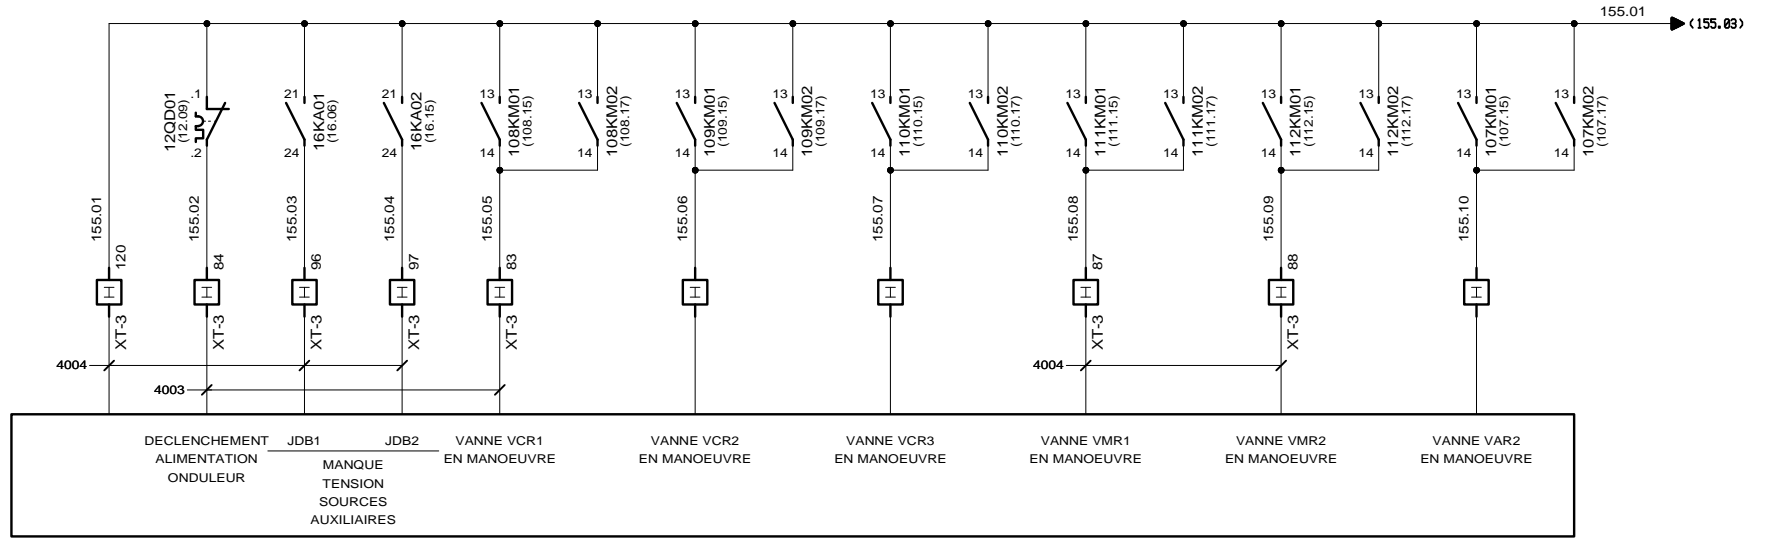 155.01
(155.03)
.1
12QD01
(12.09)
.2
21
16KA01
(16.06)
24
21
16KA02
(16.15)
24
13
108KM01
(108.15)
14
13
108KM02
(108.17)
14
13
109KM01
(109.15)
14
13
109KM02
(109.17)
14
13
110KM01
(110.15)
14
13
110KM02
(110.17)
14
13
111KM01
(111.15)
14
13
111KM02
(111.17)
14
13
112KM01
(112.15)
14
13
112KM02
(112.17)
14
13
107KM01
(107.15)
14
13
107KM02
(107.17)
14
155.01
155.02
155.03
155.04
155.05
155.06
155.07
155.08
155.09
155.10
120
84
96
97
83
87
88
XT-3
XT-3
XT-3
XT-3
XT-3
XT-3
XT-3
4004
4004
4003
DECLENCHEMENT
ALIMENTATION
ONDULEUR
JDB1
JDB2
MANQUE
TENSION
SOURCES
AUXILIAIRES
VANNE VCR1
EN MANOEUVRE
VANNE VCR2
EN MANOEUVRE
VANNE VCR3
EN MANOEUVRE
VANNE VMR1
EN MANOEUVRE
VANNE VMR2
EN MANOEUVRE
VANNE VAR2
EN MANOEUVRE